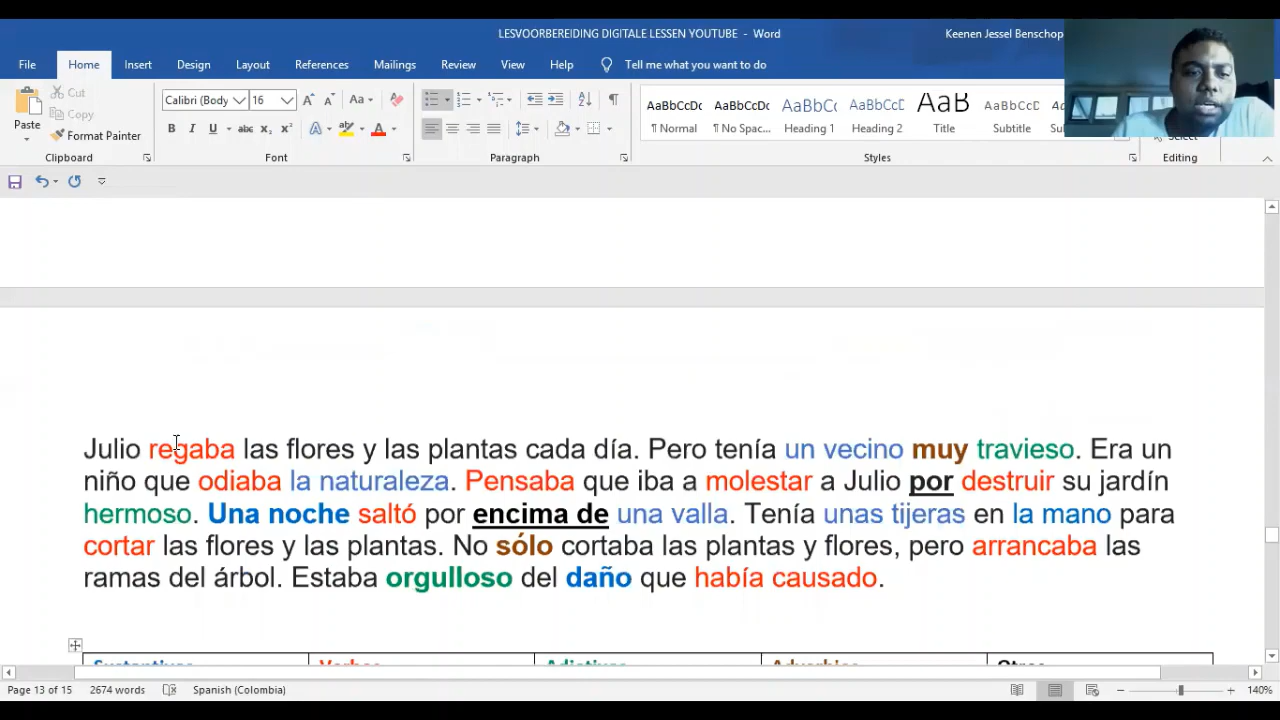 LESVOORBEREIDING DIGITALE LESSEN YOUTUBE - Word
Keenen Jessel Benschop
File Home Insert Design Layout References Mailings Review View Help Tell me what you want to do
Paste
Cut
Copy
Format Painter
Calibri (Body 16
AaBbCcDc AaBbCcDc AaBbCc AaBbCcD AaB AaBbCcD
¶ Normal ¶ No Spac... Heading 1 Heading 2 Title Subtitle
Clipboard Font Paragraph Styles Editing
Julio regaba las flores y las plantas cada día. Pero tenía un vecino muy travieso. Era un
niño que odiaba la naturaleza. Pensaba que iba a molestar a Julio por destruir su jardín
hermoso. Una noche saltó por encima de una valla. Tenía unas tijeras en la mano para
cortar las flores y las plantas. No sólo cortaba las plantas y flores, pero arrancaba las
ramas del árbol. Estaba orgulloso del daño que había causado.
Page 13 of 15 2674 words Spanish (Colombia) 140%